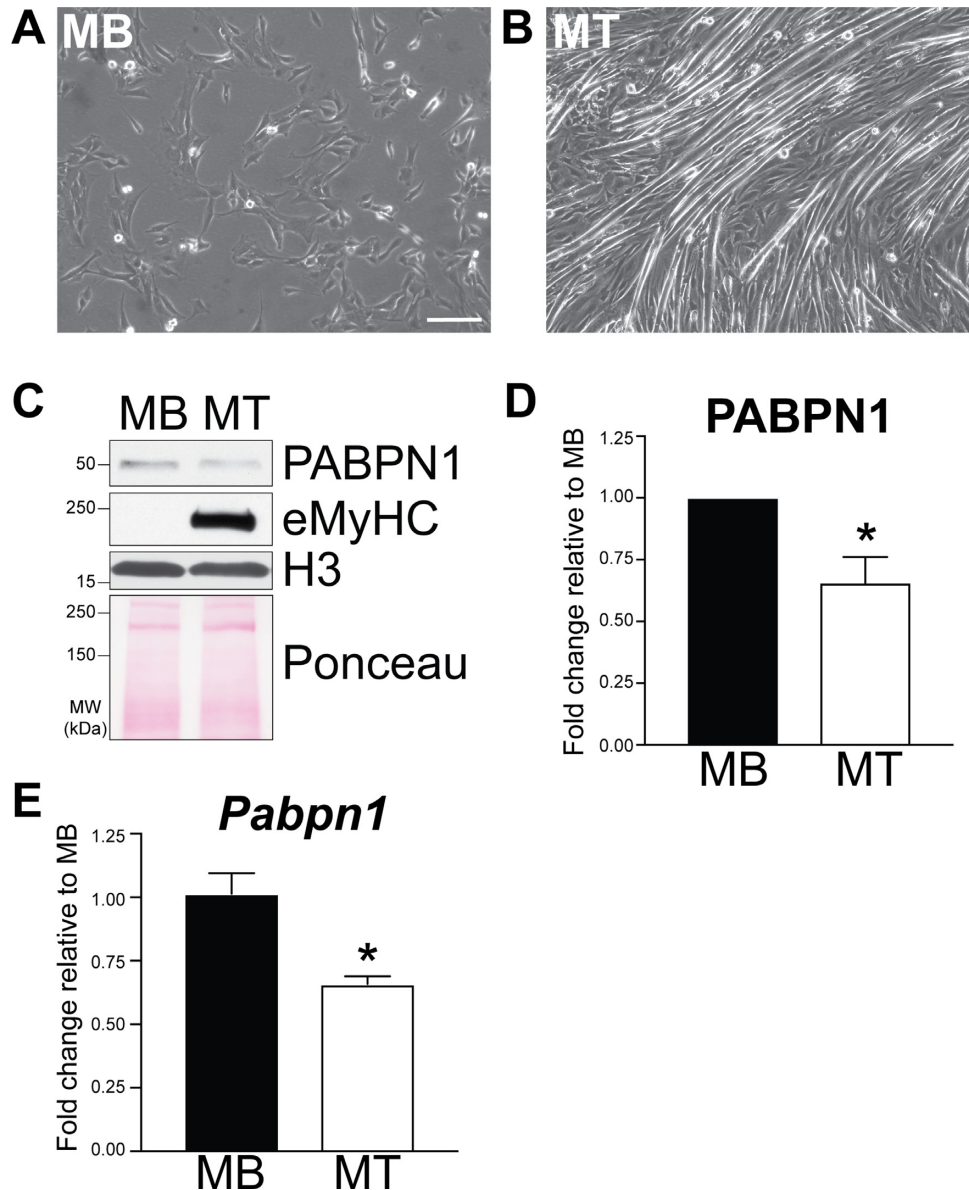 A MB
B MT
C
MB MT
50 PABPN1
250 eMyHC
15 H3
250
150 Ponceau
MW
(kDa)
D PABPN1
Fold change relative to MB
1.25
1.00
*
0.75
0.50
0.25
0.00
MB MT
E Pabpn1
Fold change relative to MB
1.25
1.00
*
0.75
0.50
0.25
0.00
MB MT